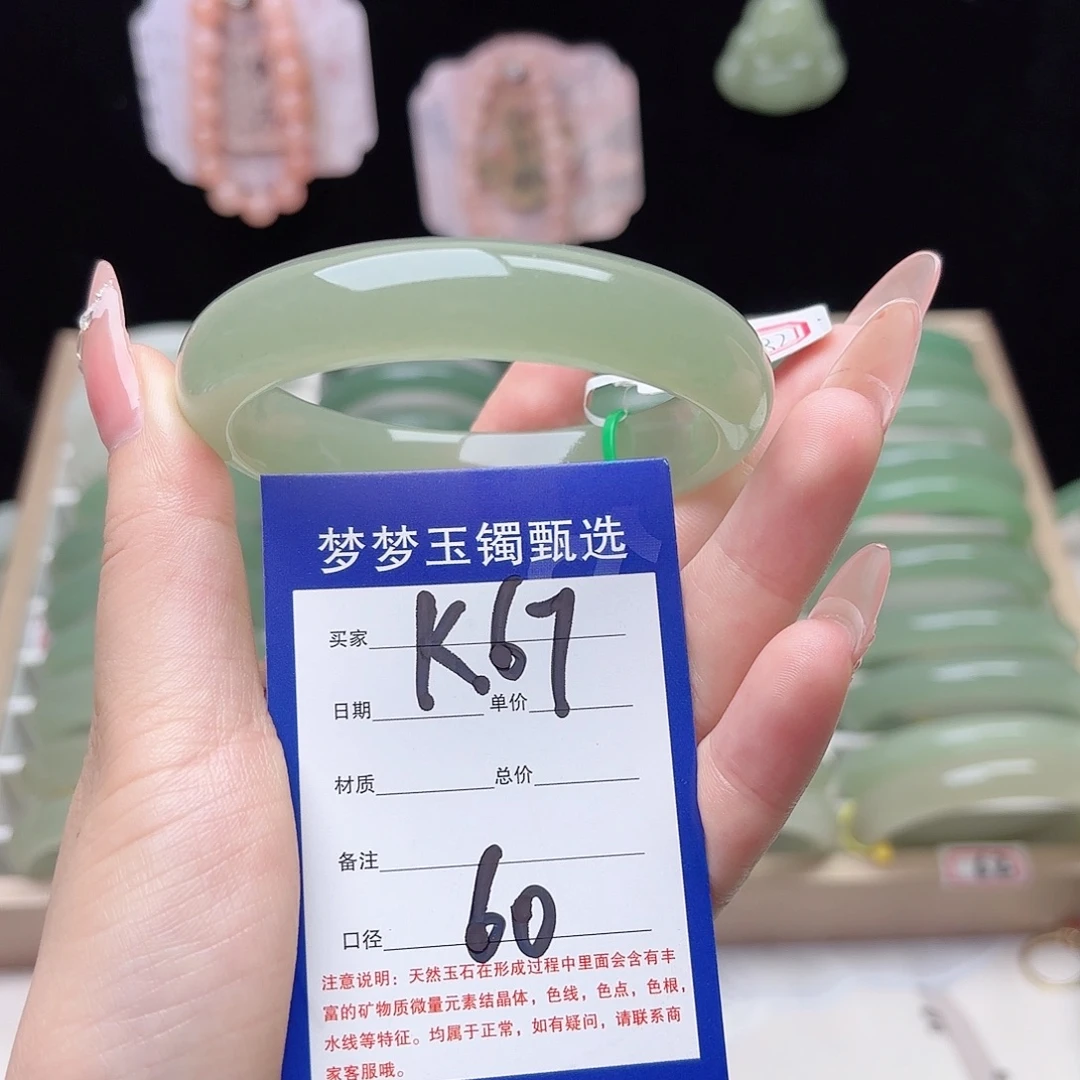 梦梦玉镯甄选
买家 K67
日期 单价
材质 总价
备注
口径 60
注意说明：天然玉石在形成过程中里面会含有丰
富的矿物质微量元素结晶体，色线，色点，色根，
水线等特征。均属于正常，如有疑问，请联系商
家客服哦。